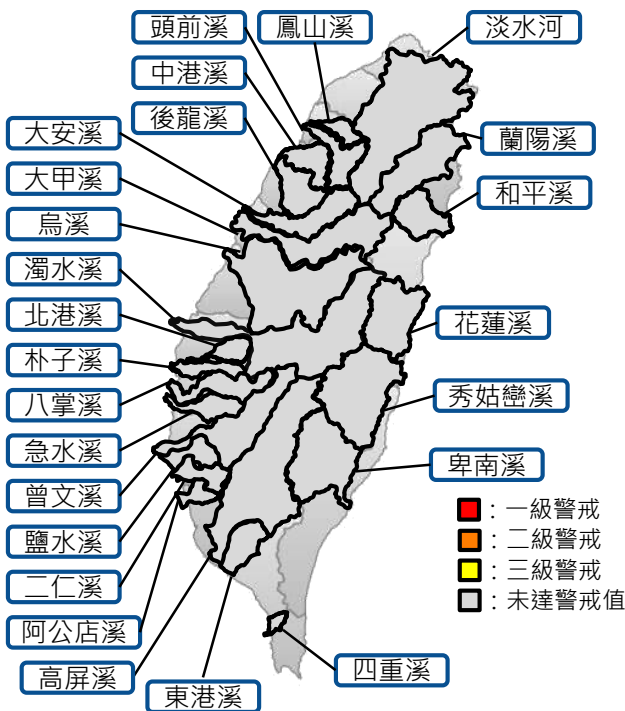 頭前溪
鳳山溪
淡水河
中港溪
後龍溪
大安溪
蘭陽溪
大甲溪
和平溪
烏溪
濁水溪
北港溪
花蓮溪
朴子溪
八掌溪
秀姑巒溪
急水溪
卑南溪
曾文溪
鹽水溪
二仁溪
阿公店溪
高屏溪
東港溪
四重溪
：一級警戒
：二級警戒
：三級警戒
：未達警戒值